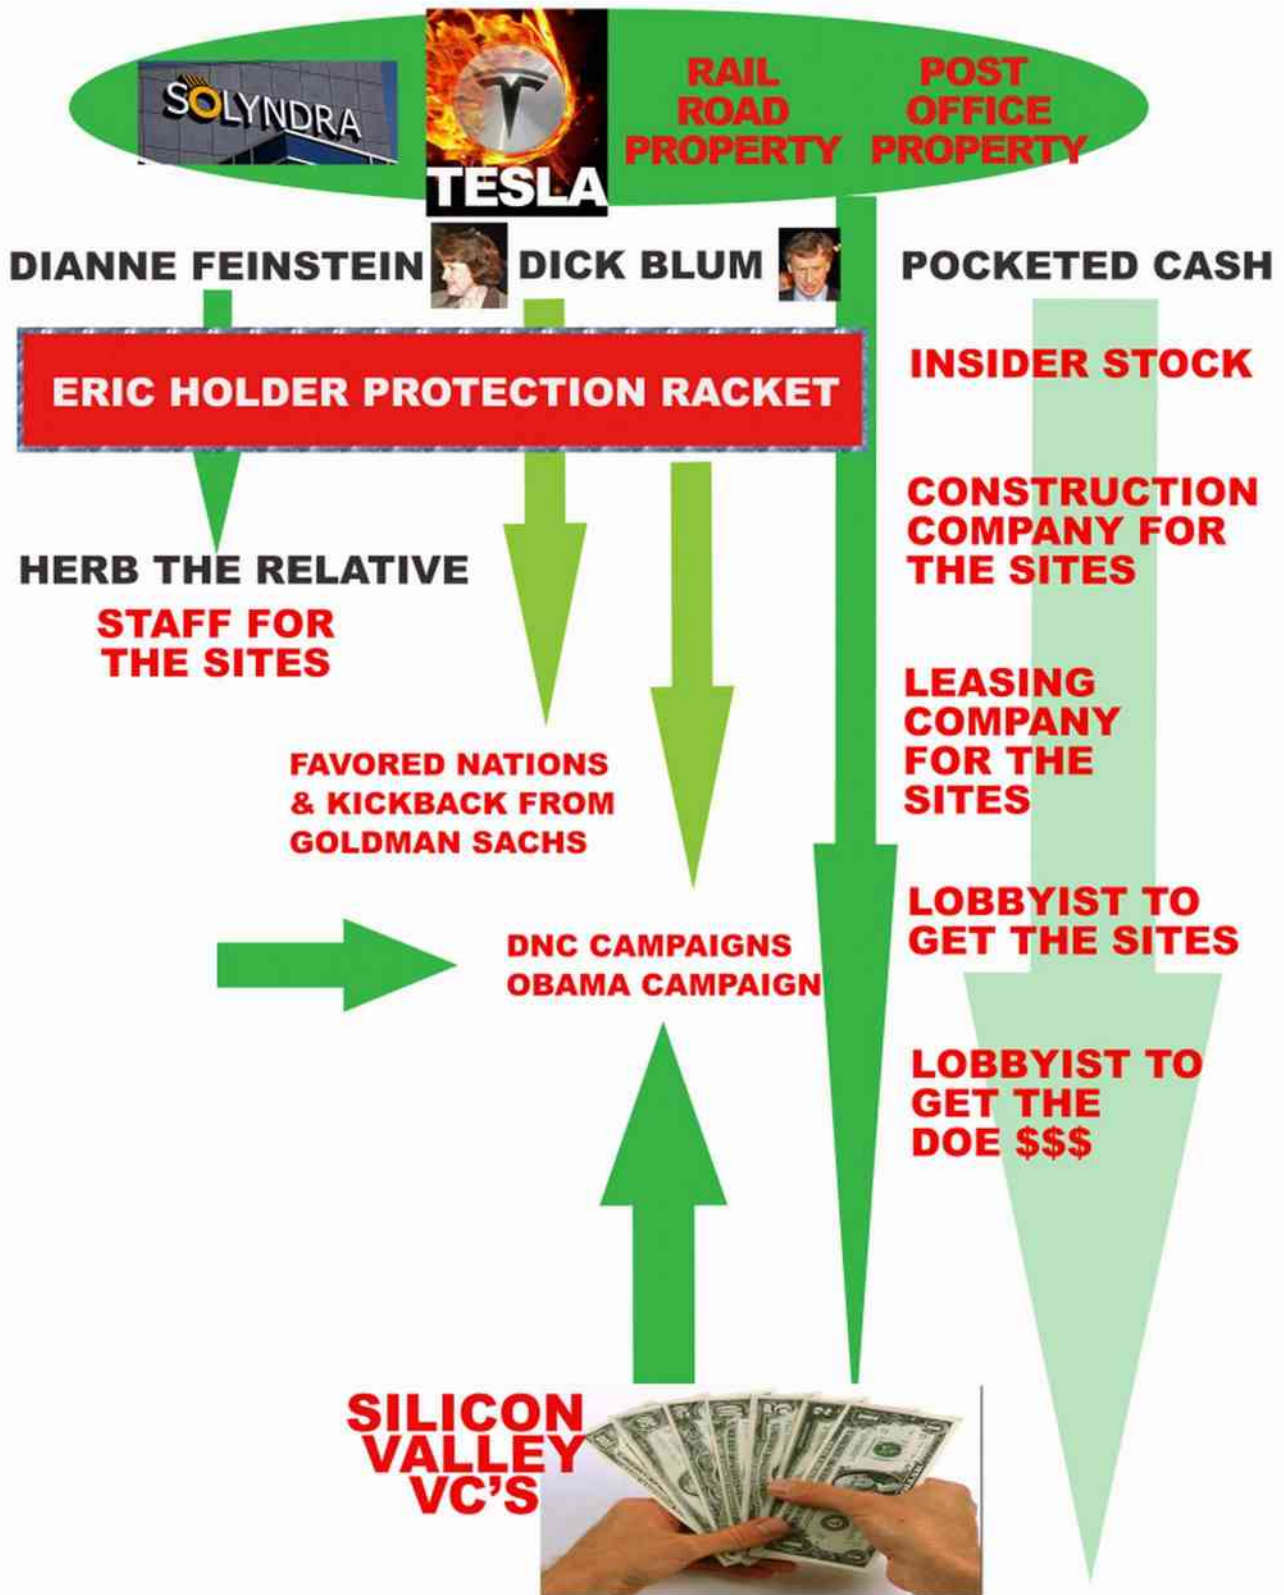 SOLYNDRA
TESLA
RAIL
ROAD
PROPERTY
POST
OFFICE
PROPERTY
DIANNE FEINSTEIN
DICK BLUM
POCKETED CASH
ERIC HOLDER PROTECTION RACKET
INSIDER STOCK
CONSTRUCTION
COMPANY FOR
THE SITES
HERB THE RELATIVE
STAFF FOR
THE SITES
LEASING
COMPANY
FOR THE
SITES
FAVORED NATIONS
& KICKBACK FROM
GOLDMAN SACHS
LOBBYIST TO
GET THE SITES
DNC CAMPAIGNS
OBAMA CAMPAIGN
LOBBYIST TO
GET THE
DOE $$$
SILICON
VALLEY
VC'S